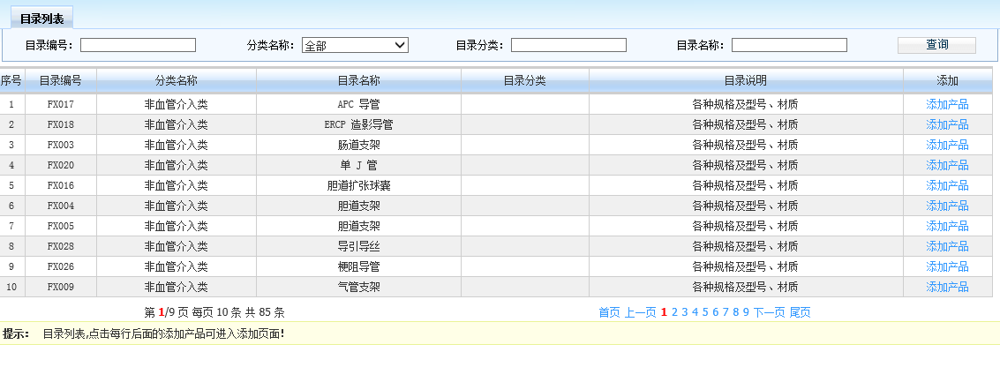 目录列表
目录编号： 分类名称： 全部 目录分类： 目录名称： 查询
序号 目录编号 分类名称 目录名称 目录分类 目录说明 添加
1 FX017 非血管介入类 APC 导管 各种规格及型号、材质 添加产品
2 FX018 非血管介入类 ERCP 造影导管 各种规格及型号、材质 添加产品
3 FX003 非血管介入类 肠道支架 各种规格及型号、材质 添加产品
4 FX020 非血管介入类 单 J 管 各种规格及型号、材质 添加产品
5 FX016 非血管介入类 胆道扩张球囊 各种规格及型号、材质 添加产品
6 FX004 非血管介入类 胆道支架 各种规格及型号、材质 添加产品
7 FX005 非血管介入类 胆道支架 各种规格及型号、材质 添加产品
8 FX028 非血管介入类 导引导丝 各种规格及型号、材质 添加产品
9 FX026 非血管介入类 梗阻导管 各种规格及型号、材质 添加产品
10 FX009 非血管介入类 气管支架 各种规格及型号、材质 添加产品
第 1/9 页 每页 10 条 共 85 条 首页 上一页 1 2 3 4 5 6 7 8 9 下一页 尾页
提示： 目录列表,点击每行后面的添加产品可进入添加页面!